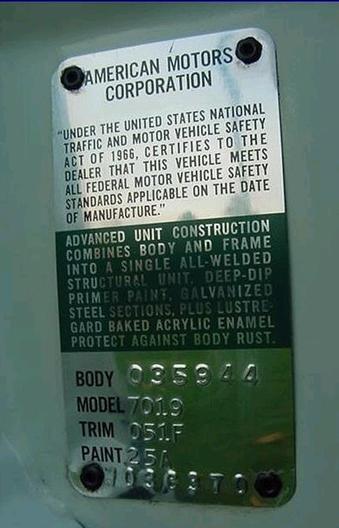 AMERICAN MOTORS
CORPORATION
"UNDER THE UNITED STATES NATIONAL
TRAFFIC AND MOTOR VEHICLE SAFETY
ACT OF 1966, CERTIFIES TO THE
DEALER THAT THIS VEHICLE MEETS
ALL FEDERAL MOTOR VEHICLE SAFETY
STANDARDS APPLICABLE ON THE DATE
OF MANUFACTURE."
ADVANCED UNIT CONSTRUCTION
COMBINES BODY AND FRAME
INTO A SINGLE ALL-WELDED
STRUCTURAL UNIT. DEEP-DIP
PRIMER PAINT, GALVANIZED
STEEL SECTIONS, PLUS LUSTRE-
GARD BAKED ACRYLIC ENAMEL
PROTECT AGAINST BODY RUST.
BODY 035944
MODEL 7019
TRIM 051F
PAINT 25A